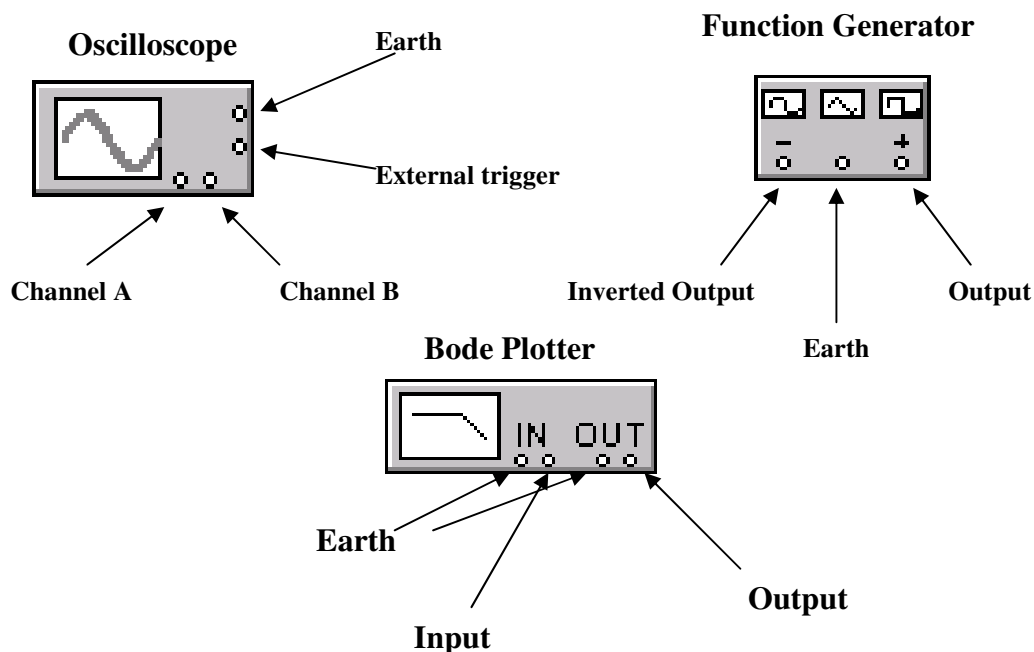 Oscilloscope
Earth
Function Generator
External trigger
- +
Channel A
Channel B
Inverted Output
Output
Earth
Bode Plotter
IN OUT
Earth
Output
Input